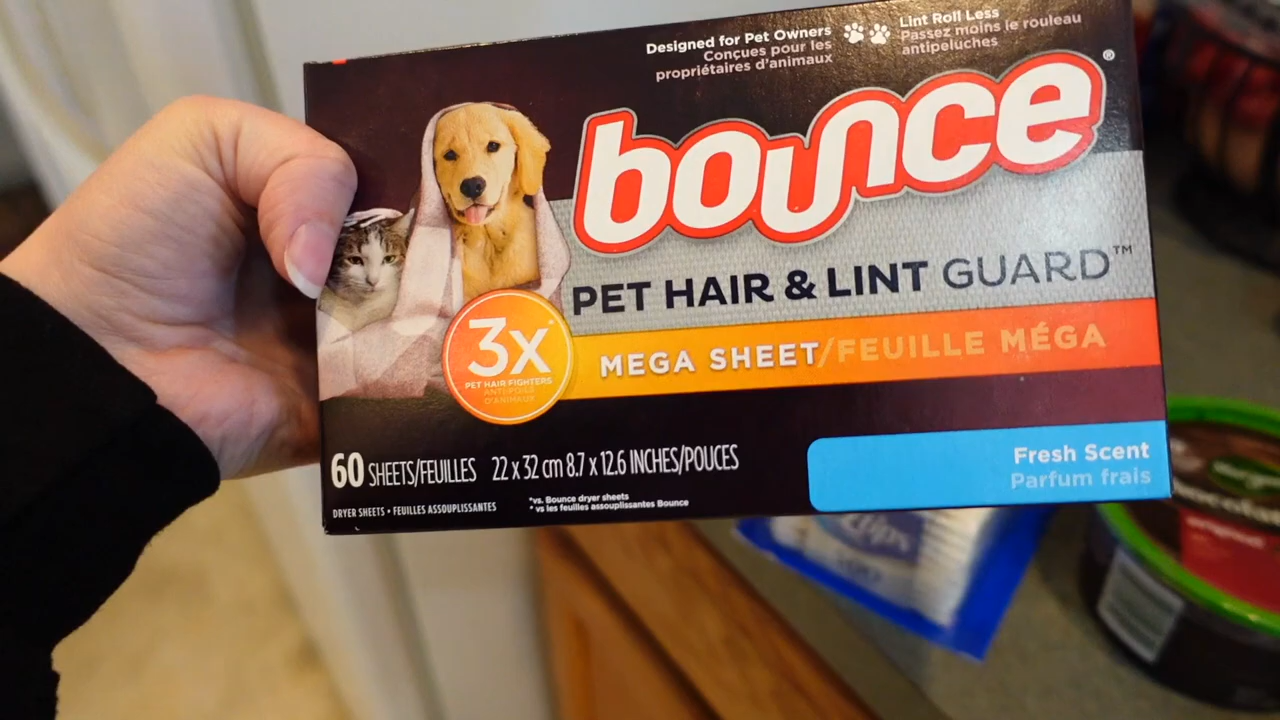 Designed for Pet Owners
Conçues pour les
propriétaires d'animaux
Lint Roll Less
Passez moins le rouleau
antipeluches
bounce®
PET HAIR & LINT GUARD™
3x*
PET HAIR FIGHTERS
ANTI-POILS
D'ANIMAUX
MEGA SHEET/FEUILLE MÉGA
60 SHEETS/FEUILLES 22 x 32 cm 8.7 x 12.6 INCHES/POUCES
DRYER SHEETS • FEUILLES ASSOUPLISSANTES
*vs. Bounce dryer sheets
* vs les feuilles assouplissantes Bounce
Fresh Scent
Parfum frais